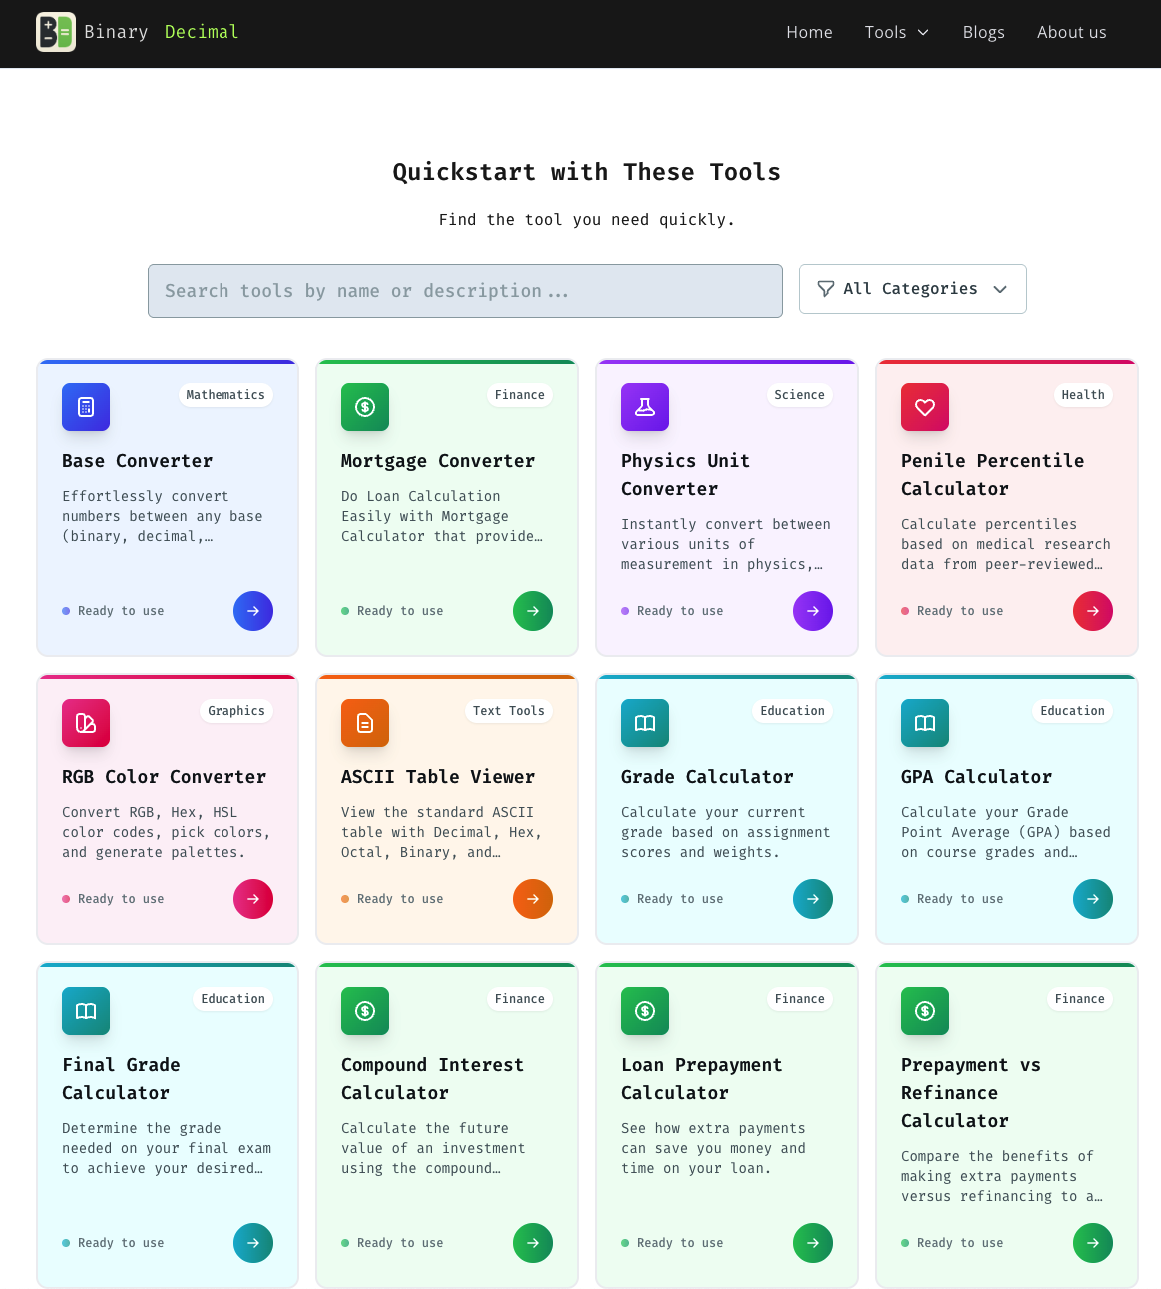 Binary Decimal
Home Tools Blogs About us
Quickstart with These Tools
Find the tool you need quickly.
Search tools by name or description...
All Categories
Mathematics
Base Converter
Effortlessly convert
numbers between any base
(binary, decimal,…
Ready to use
Finance
Mortgage Converter
Do Loan Calculation
Easily with Mortgage
Calculator that provide…
Ready to use
Science
Physics Unit
Converter
Instantly convert between
various units of
measurement in physics,…
Ready to use
Health
Penile Percentile
Calculator
Calculate percentiles
based on medical research
data from peer-reviewed…
Ready to use
Graphics
RGB Color Converter
Convert RGB, Hex, HSL
color codes, pick colors,
and generate palettes.
Ready to use
Text Tools
ASCII Table Viewer
View the standard ASCII
table with Decimal, Hex,
Octal, Binary, and…
Ready to use
Education
Grade Calculator
Calculate your current
grade based on assignment
scores and weights.
Ready to use
Education
GPA Calculator
Calculate your Grade
Point Average (GPA) based
on course grades and…
Ready to use
Education
Final Grade
Calculator
Determine the grade
needed on your final exam
to achieve your desired…
Ready to use
Finance
Compound Interest
Calculator
Calculate the future
value of an investment
using the compound…
Ready to use
Finance
Loan Prepayment
Calculator
See how extra payments
can save you money and
time on your loan.
Ready to use
Finance
Prepayment vs
Refinance
Calculator
Compare the benefits of
making extra payments
versus refinancing to a…
Ready to use